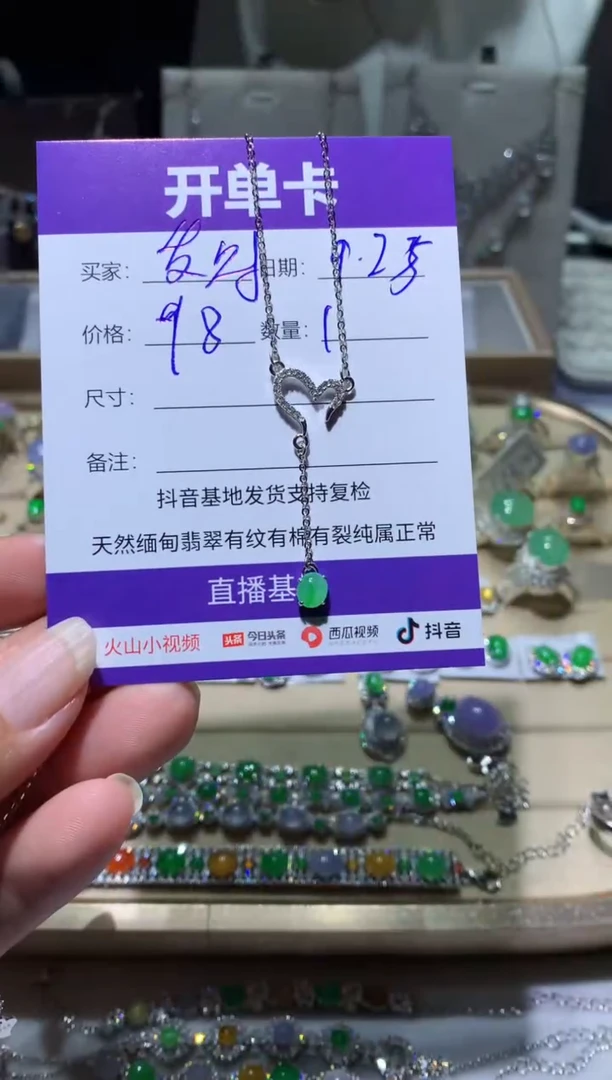 开单卡
买家： 日期：
价格：98 数量：1
尺寸：
备注：
抖音基地发货支持复检
天然缅甸翡翠有纹有棉有裂纯属正常
直播基
火山小视频 头条 今日头条 西瓜视频 抖音